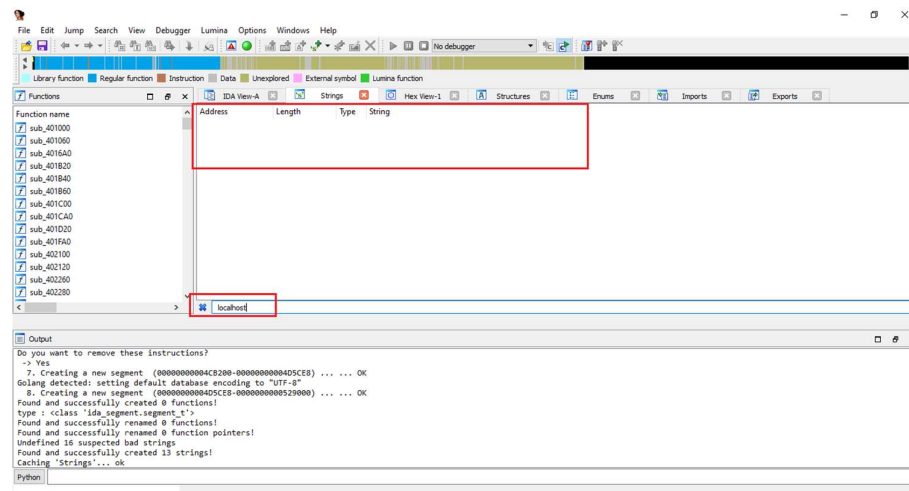 File Edit Jump Search View Debugger Lumina Options Windows Help
No debugger
Library function Regular function Instruction Data Unexplored External symbol Lumina function
Functions
IDA View-A Strings Hex View-1 Structures Enums Imports Exports
Function name
Address Length Type String
sub_401000
sub_401060
sub_4016A0
sub_401B20
sub_401B40
sub_401B60
sub_401C00
sub_401CA0
sub_401D20
sub_401FA0
sub_402100
sub_402120
sub_402260
sub_402280
localhost
Output
Do you want to remove these instructions?
-> Yes
7. Creating a new segment (00000000004CB200-00000000004D5CE8) ... ... OK
Golang detected: setting default database encoding to "UTF-8"
8. Creating a new segment (00000000004D5CE8-0000000000529000) ... ... OK
Found and successfully created 0 functions!
type : <class 'ida_segment.segment_t'>
Found and successfully renamed 0 functions!
Found and successfully renamed 0 function pointers!
Undefined 16 suspected bad strings
Found and successfully created 13 strings!
Caching 'Strings'... ok
Python